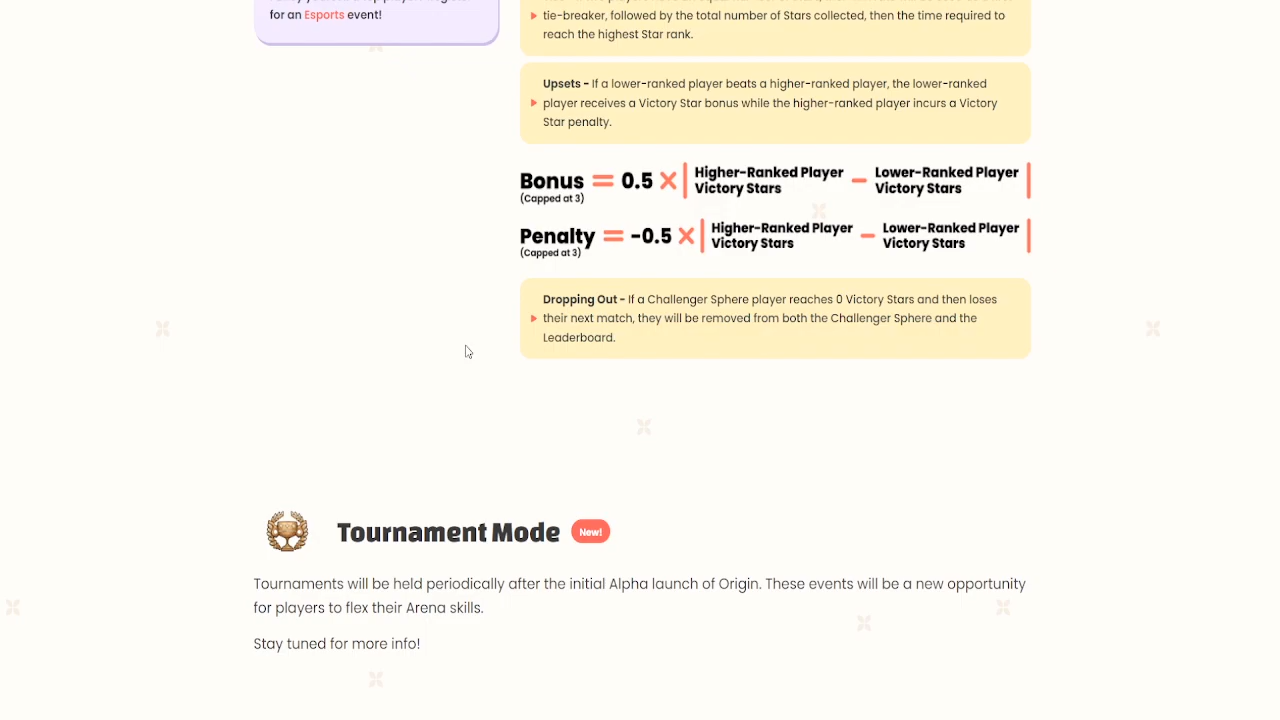 for an Esports event!
tie-breaker, followed by the total number of Stars collected, then the time required to
reach the highest Star rank.
Upsets - If a lower-ranked player beats a higher-ranked player, the lower-ranked
player receives a Victory Star bonus while the higher-ranked player incurs a Victory
Star penalty.
Bonus = 0.5 × | Higher-Ranked Player Victory Stars - Lower-Ranked Player Victory Stars |
(Capped at 3)
Penalty = -0.5 × | Higher-Ranked Player Victory Stars - Lower-Ranked Player Victory Stars |
(Capped at 3)
Dropping Out - If a Challenger Sphere player reaches 0 Victory Stars and then loses
their next match, they will be removed from both the Challenger Sphere and the
Leaderboard.
Tournament Mode New!
Tournaments will be held periodically after the initial Alpha launch of Origin. These events will be a new opportunity
for players to flex their Arena skills.
Stay tuned for more info!